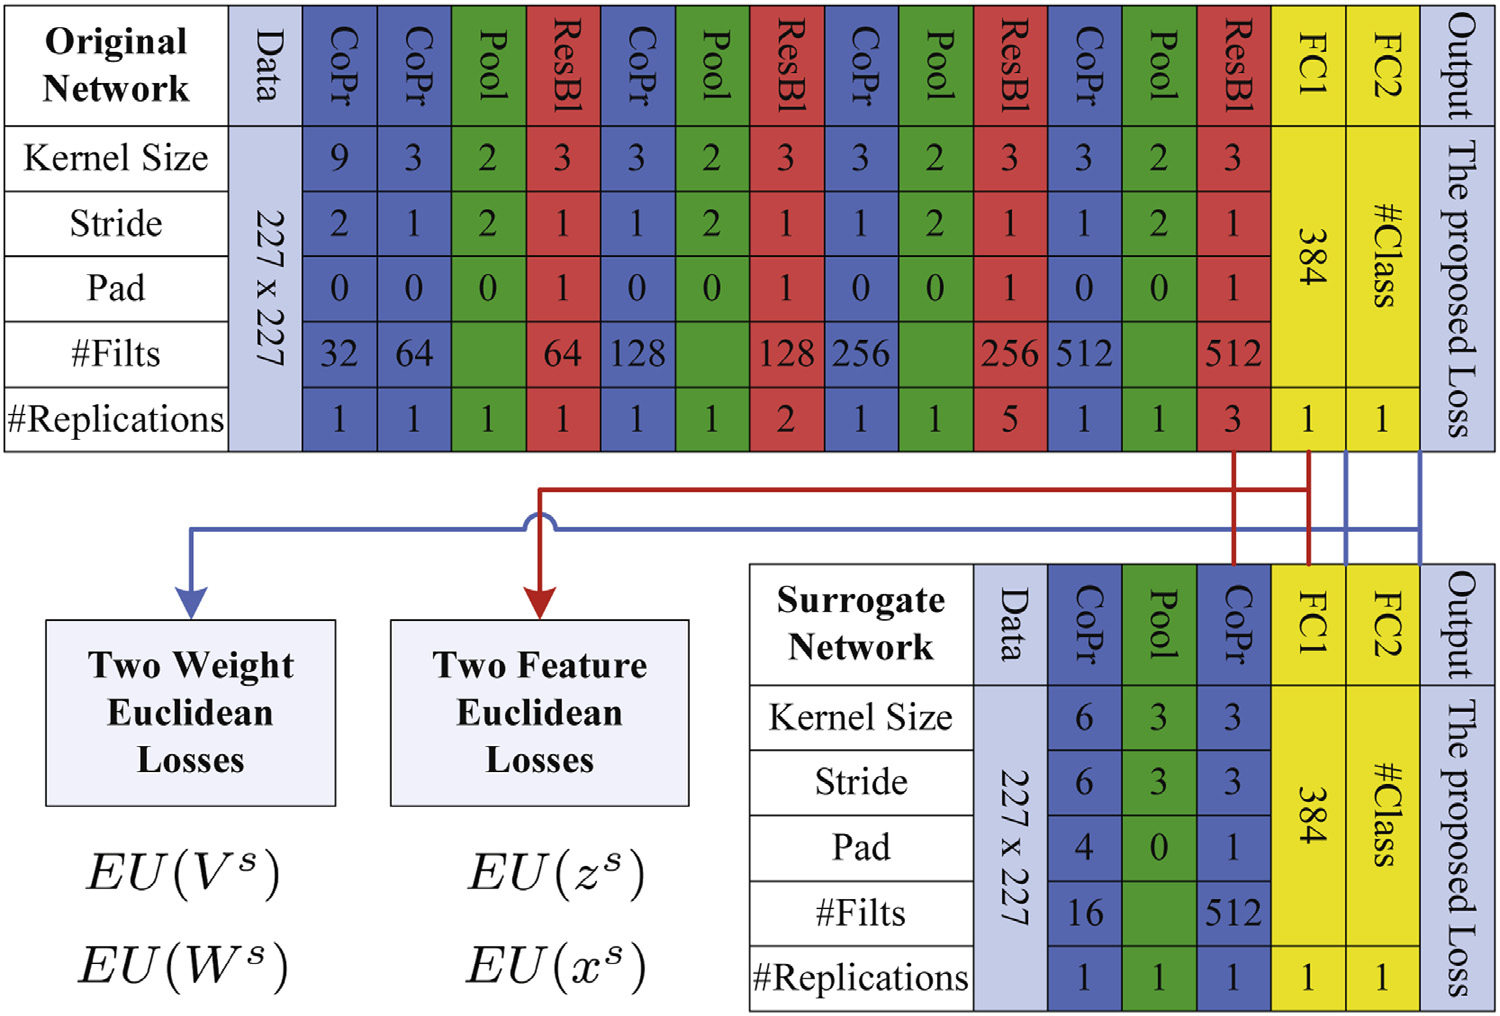 Original Network Data CoPr CoPr Pool ResBl CoPr Pool ResBl CoPr Pool ResBl CoPr Pool ResBl FC1 FC2 Output
Kernel Size 227 x 227 9 3 2 3 3 2 3 3 2 3 3 2 3 384 #Class The proposed Loss
Stride 2 1 2 1 1 2 1 1 2 1 1 2 1
Pad 0 0 0 1 0 0 1 0 0 1 0 0 1
#Filts 32 64 64 128 128 256 256 512 512
#Replications 1 1 1 1 1 1 2 1 1 5 1 1 3 1 1
Two Weight
Euclidean
Losses
EU(V^s)
EU(W^s)
Two Feature
Euclidean
Losses
EU(z^s)
EU(x^s)
Surrogate Network Data CoPr Pool CoPr FC1 FC2 Output
Kernel Size 227 x 227 6 3 3 384 #Class The proposed Loss
Stride 6 3 3
Pad 4 0 1
#Filts 16 512
#Replications 1 1 1 1 1